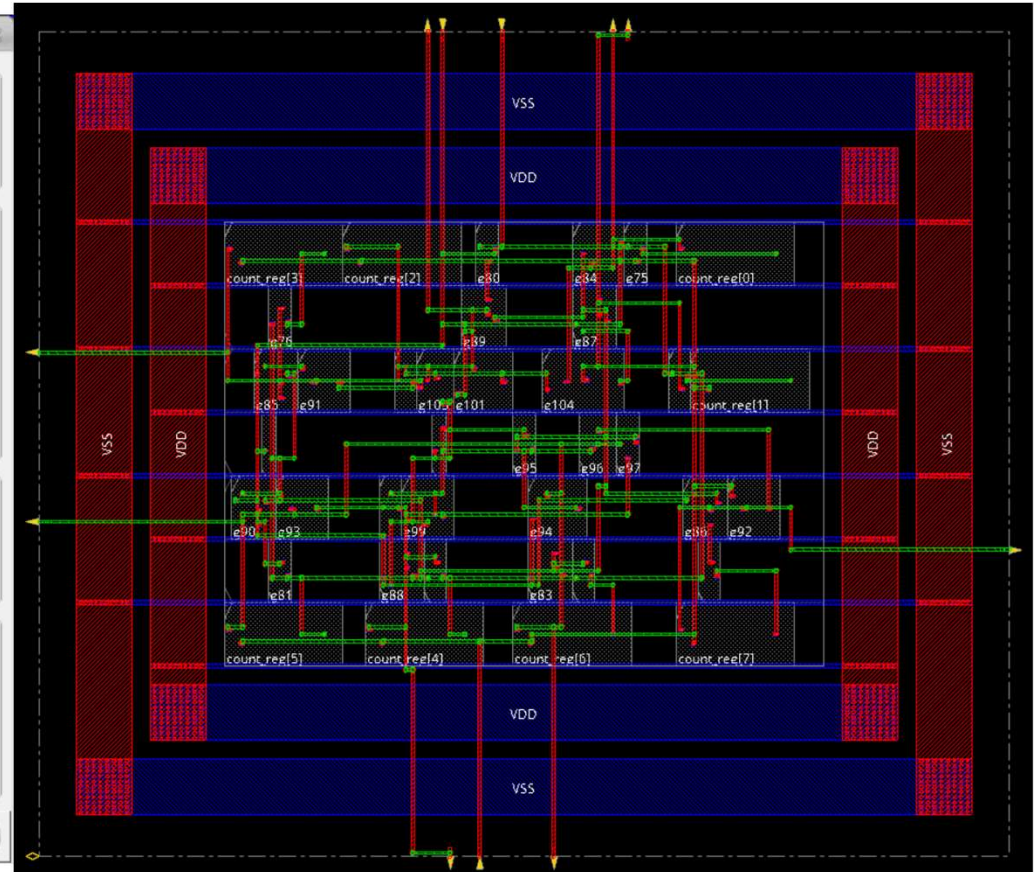 VSS
VDD
count_reg[3] count_reg[2] g80 g84 g75 count_reg[0]
g76 g89 g87
g85 g91 g101 g104 count_reg[1]
VSS VDD g95 g96 g97 VDD VSS
g90 g93 g99 g94 g86 g92
g81 g88 g83
count_reg[5] count_reg[4] count_reg[6] count_reg[7]
VDD
VSS